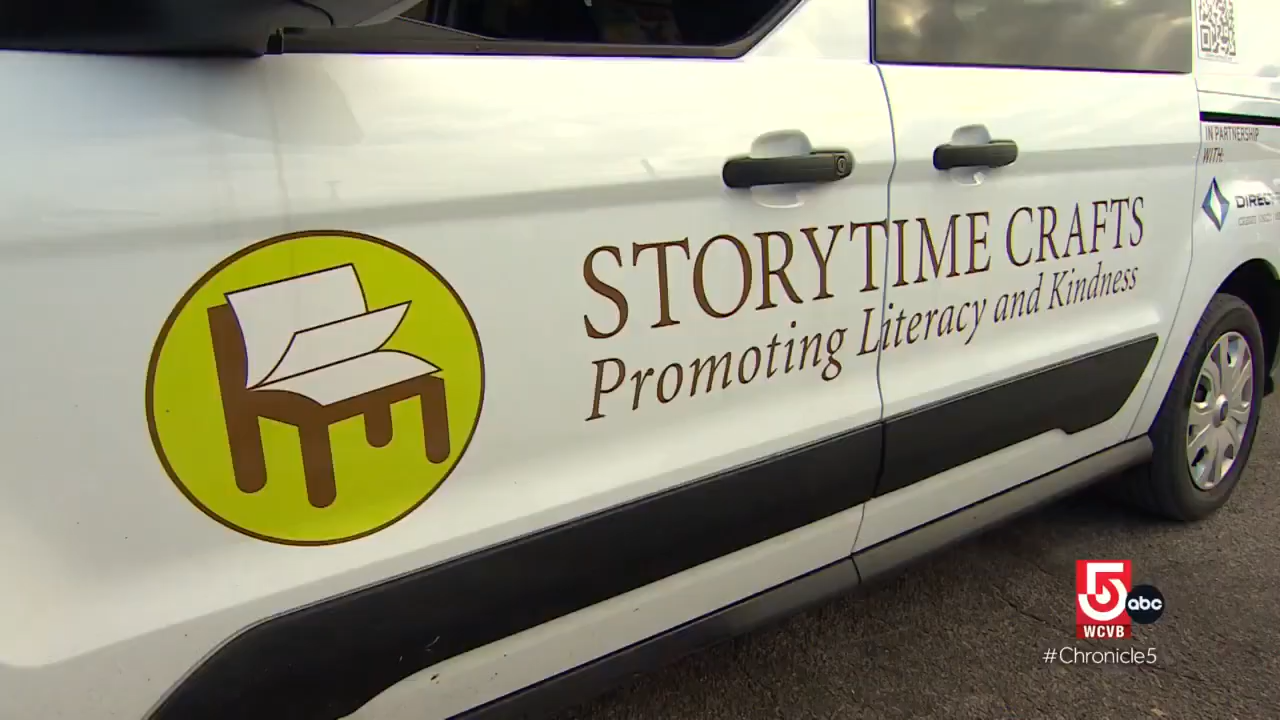 STORYTIME CRAFTS
Promoting Literacy and Kindness
IN PARTNERSHIP
WITH:
5
abc
WCVB
#Chronicle5